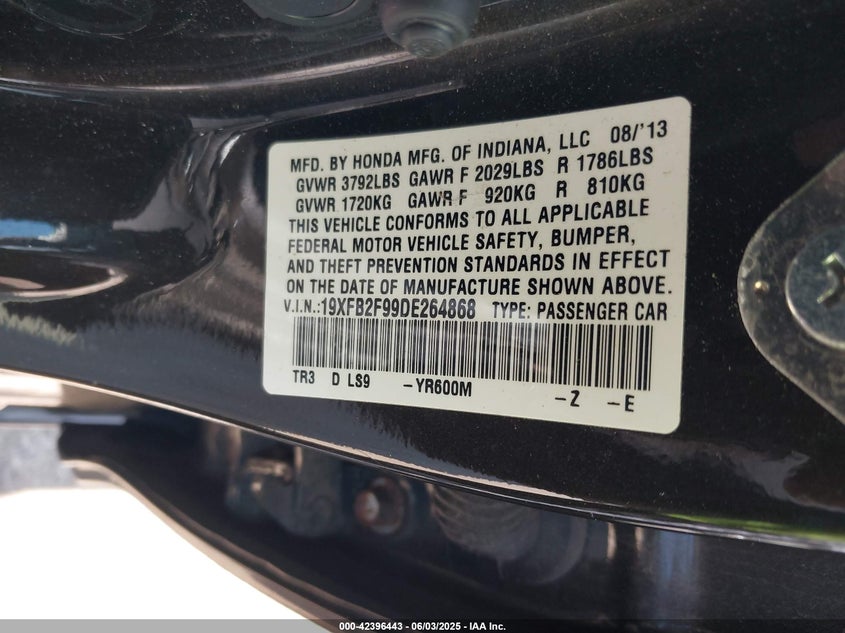 MFD. BY HONDA MFG. OF INDIANA, LLC 08/'13
GVWR 3792LBS GAWR F 2029LBS R 1786LBS
GVWR 1720KG GAWR F 920KG R 810KG
THIS VEHICLE CONFORMS TO ALL APPLICABLE
FEDERAL MOTOR VEHICLE SAFETY, BUMPER,
AND THEFT PREVENTION STANDARDS IN EFFECT
ON THE DATE OF MANUFACTURE SHOWN ABOVE.
V.I.N.:19XFB2F99DE264868 TYPE: PASSENGER CAR
TR3 D LS9 -YR600M -Z -E
000-42396443 - 06/03/2025 - IAA Inc.